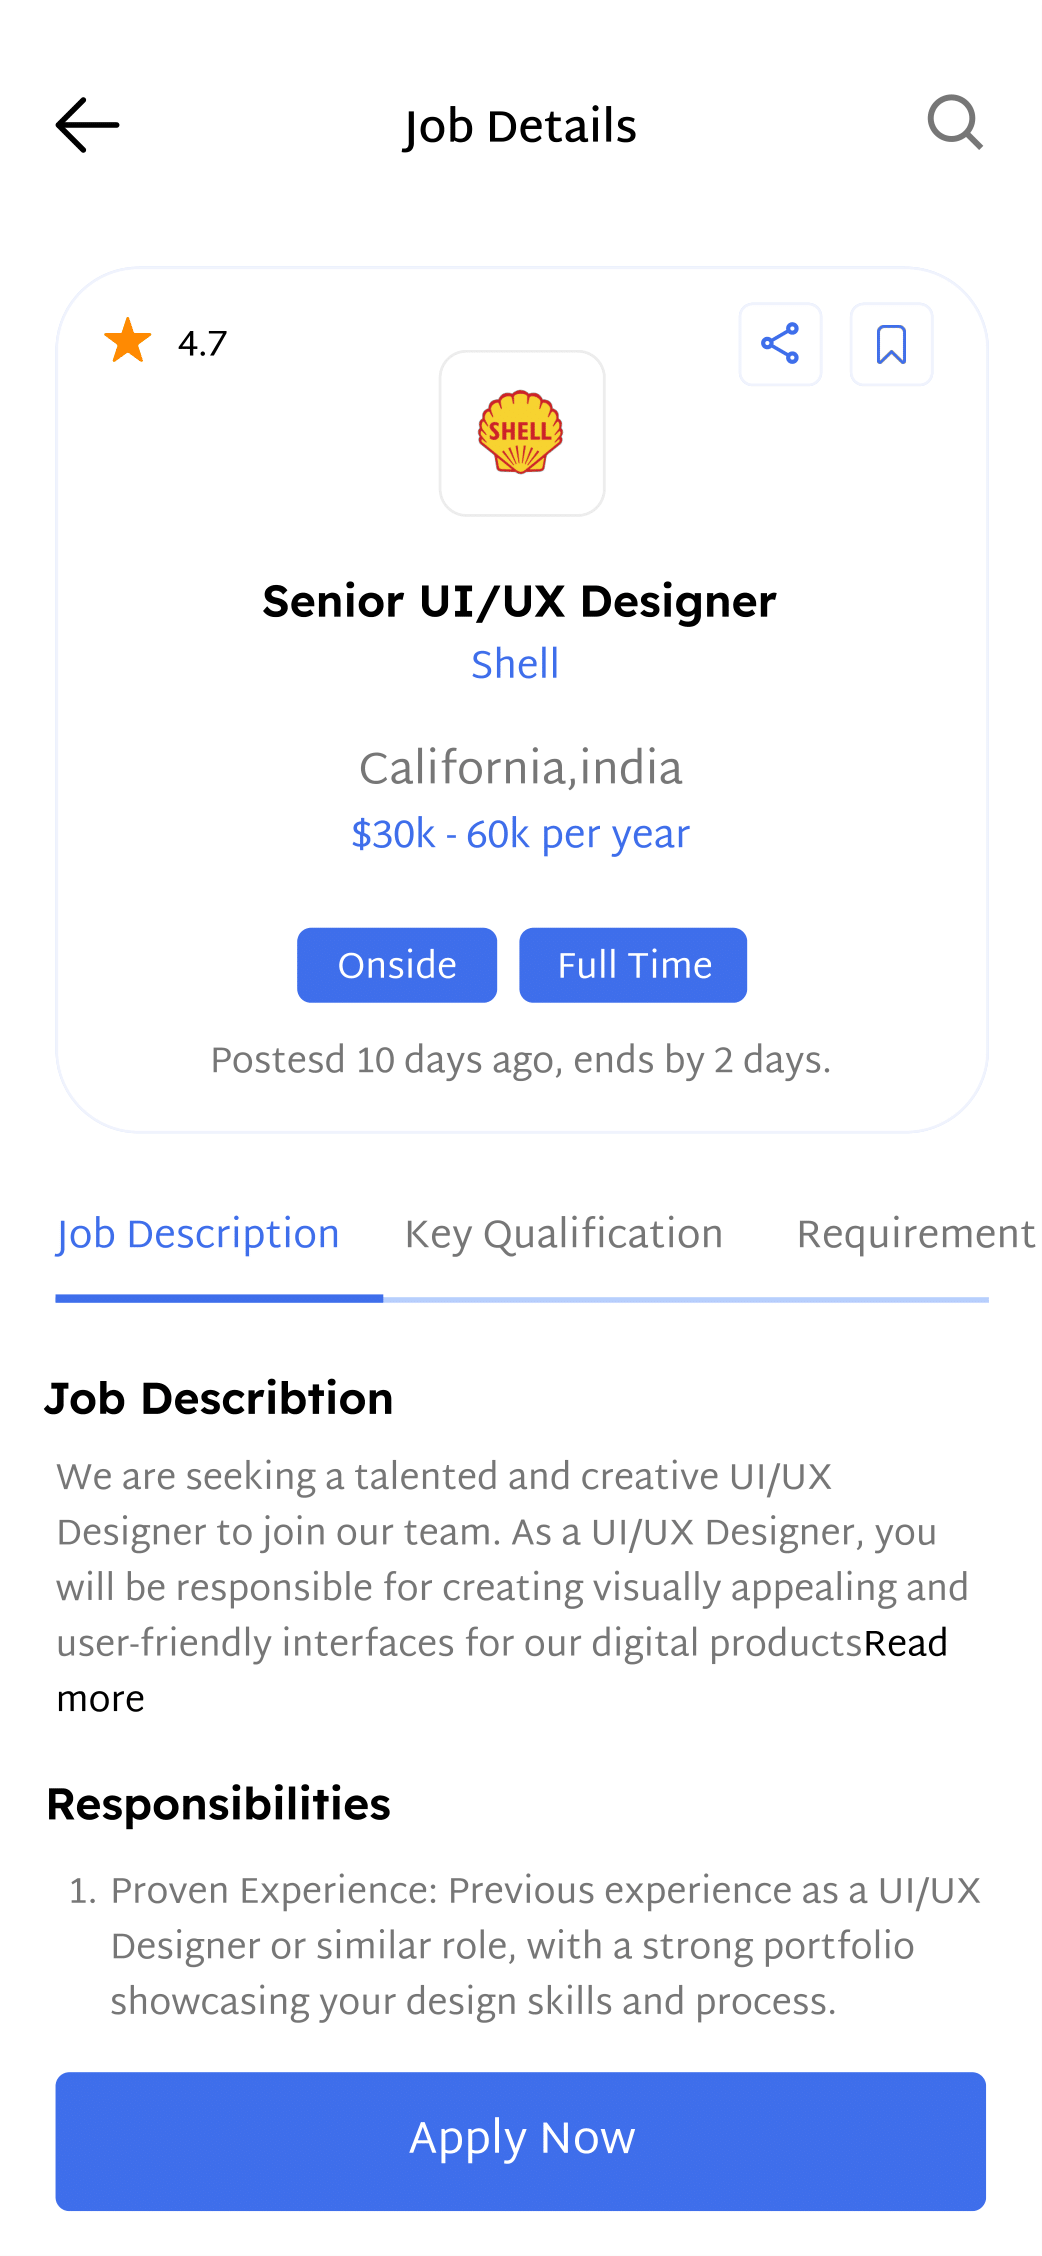 Job Details
4.7
SHELL
Senior UI/UX Designer
Shell
California,india
$30k - 60k per year
Onside
Full Time
Postesd 10 days ago, ends by 2 days.
Job Description
Key Qualification
Requirement
Job Describtion
We are seeking a talented and creative UI/UX
Designer to join our team. As a UI/UX Designer, you
will be responsible for creating visually appealing and
user-friendly interfaces for our digital productsRead
more
Responsibilities
1. Proven Experience: Previous experience as a UI/UX
Designer or similar role, with a strong portfolio
showcasing your design skills and process.
Apply Now